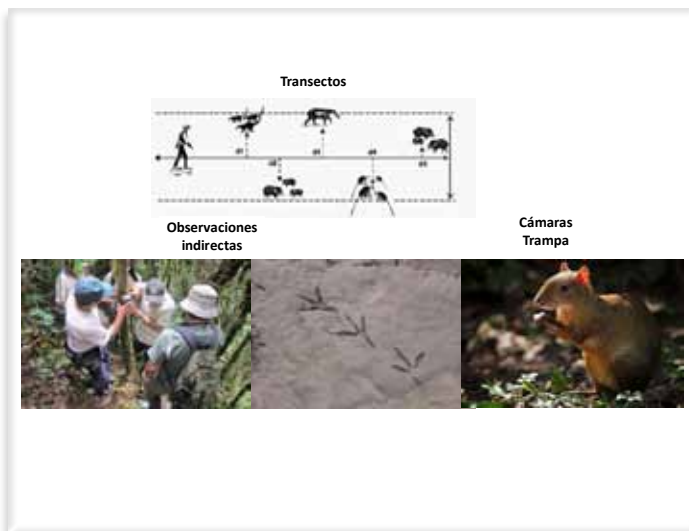 Transectos
Observaciones
indirectas
Cámaras
Trampa